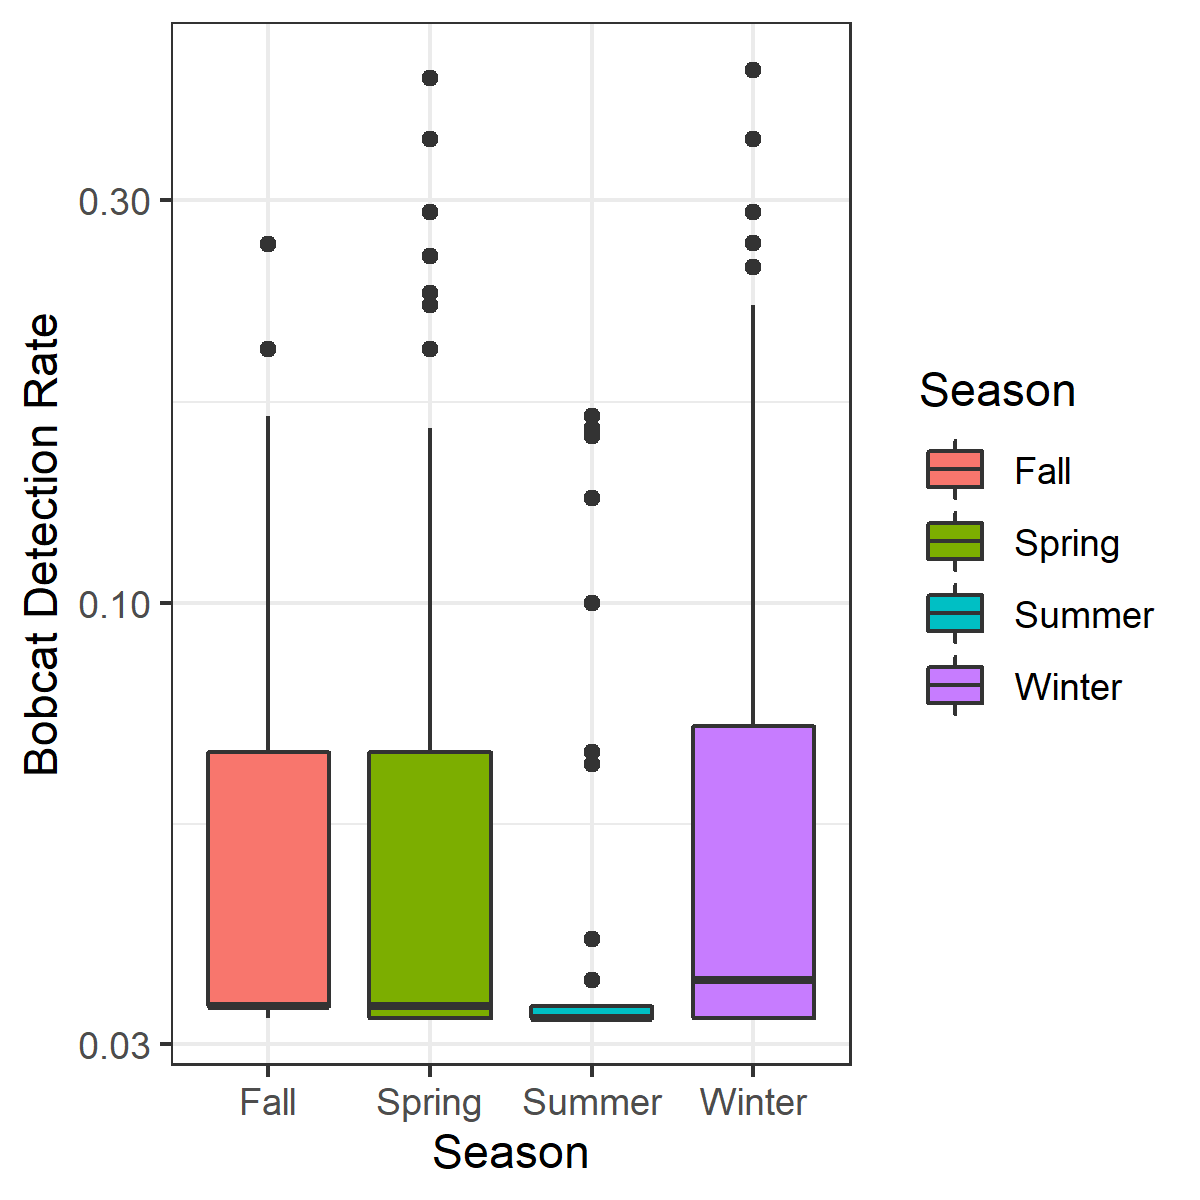 Bobcat Detection Rate
0.30
0.10
0.03
Fall
Spring
Summer
Winter
Season
Season
Fall
Spring
Summer
Winter